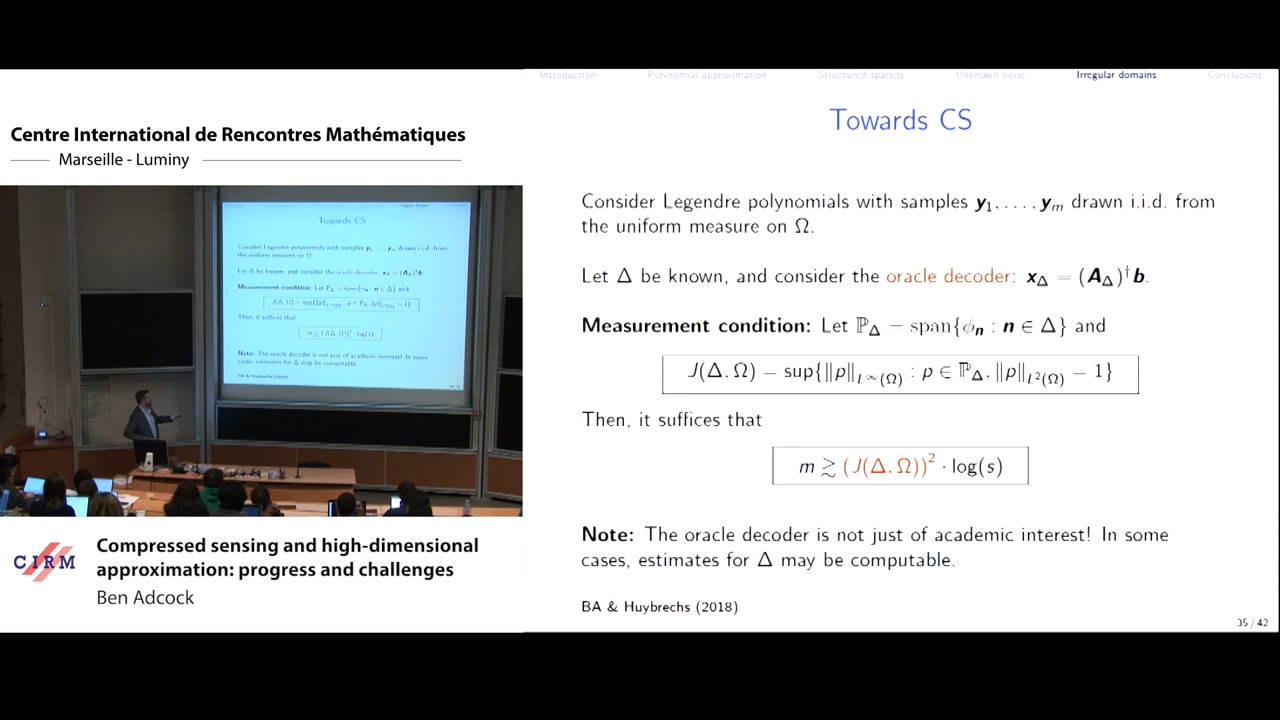 Centre International de Rencontres Mathématiques
Marseille - Luminy
CIRM
Compressed sensing and high-dimensional
approximation: progress and challenges
Ben Adcock
Introduction Polynomial approximation Structured sparsity Unknown noise Irregular domains Conclusions
Towards CS
Consider Legendre polynomials with samples y₁, . . . , yₘ drawn i.i.d. from
the uniform measure on Ω.
Let Δ be known, and consider the oracle decoder: x_Δ = (A_Δ)†b.
Measurement condition: Let ℙ_Δ = span{ϕₙ : n ∈ Δ} and
J(Δ, Ω) = sup{‖p‖_{L^∞(Ω)} : p ∈ ℙ_Δ, ‖p‖_{L²(Ω)} = 1}
Then, it suffices that
m ≳ (J(Δ, Ω))² · log(s)
Note: The oracle decoder is not just of academic interest! In some
cases, estimates for Δ may be computable.
BA & Huybrechs (2018)
35 / 42